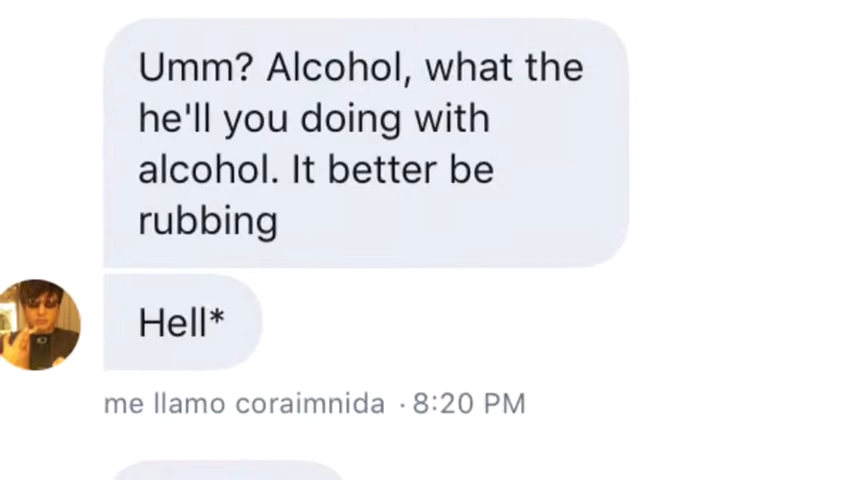 Umm? Alcohol, what the
he'll you doing with
alcohol. It better be
rubbing
Hell*
me llamo coraimnida · 8:20 PM